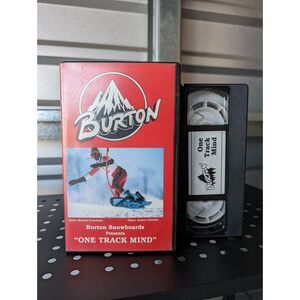 BURTON
Burton Snowboards
Presents
"ONE TRACK MIND"
One
Track
Mind